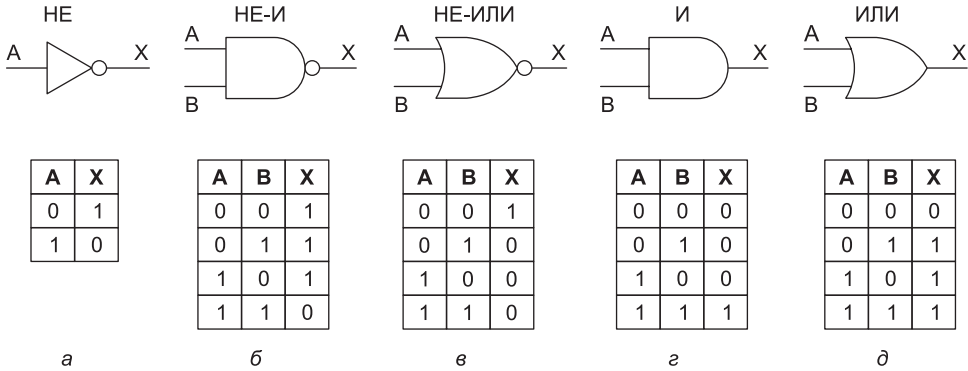 НЕ НЕ-И НЕ-ИЛИ И ИЛИ
A X A X A X A X A X
B B B B
A X A B X A B X A B X A B X
0 1 0 0 1 0 0 1 0 0 0 0 0 0
1 0 0 1 1 0 1 0 0 1 0 0 1 1
1 0 1 1 0 0 1 0 0 1 0 1
1 1 0 1 1 0 1 1 1 1 1 1
а б в г д